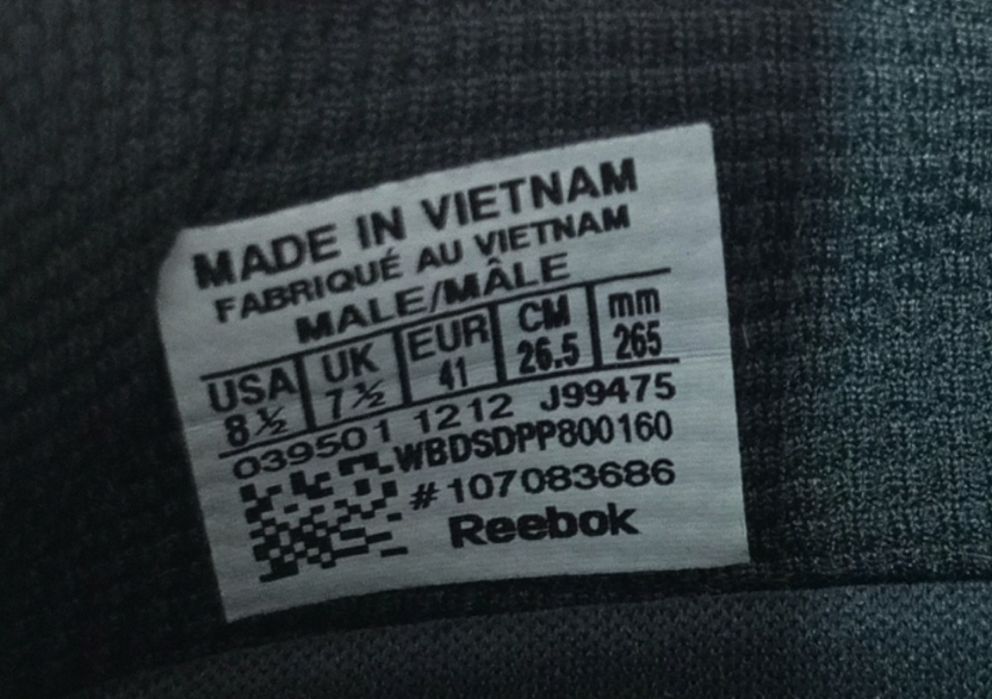 MADE IN VIETNAM
FABRIQUÉ AU VIETNAM
MALE/MÂLE
USA UK EUR CM mm
8½ 7½ 41 26.5 265
039501 1212 J99475
WBDSDPP800160
#107083686
Reebok